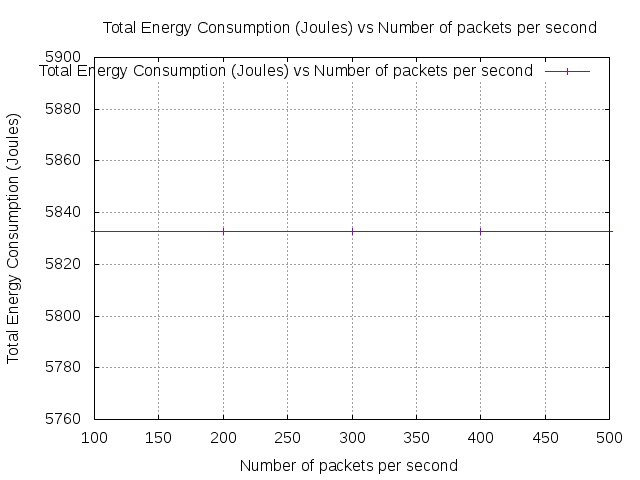 Total Energy Consumption (Joules) vs Number of packets per second
5900
Total Energy Consumption (Joules) vs Number of packets per second
5880
5860
5840
5820
5800
5780
5760
Total Energy Consumption (Joules)
100 150 200 250 300 350 400 450 500
Number of packets per second